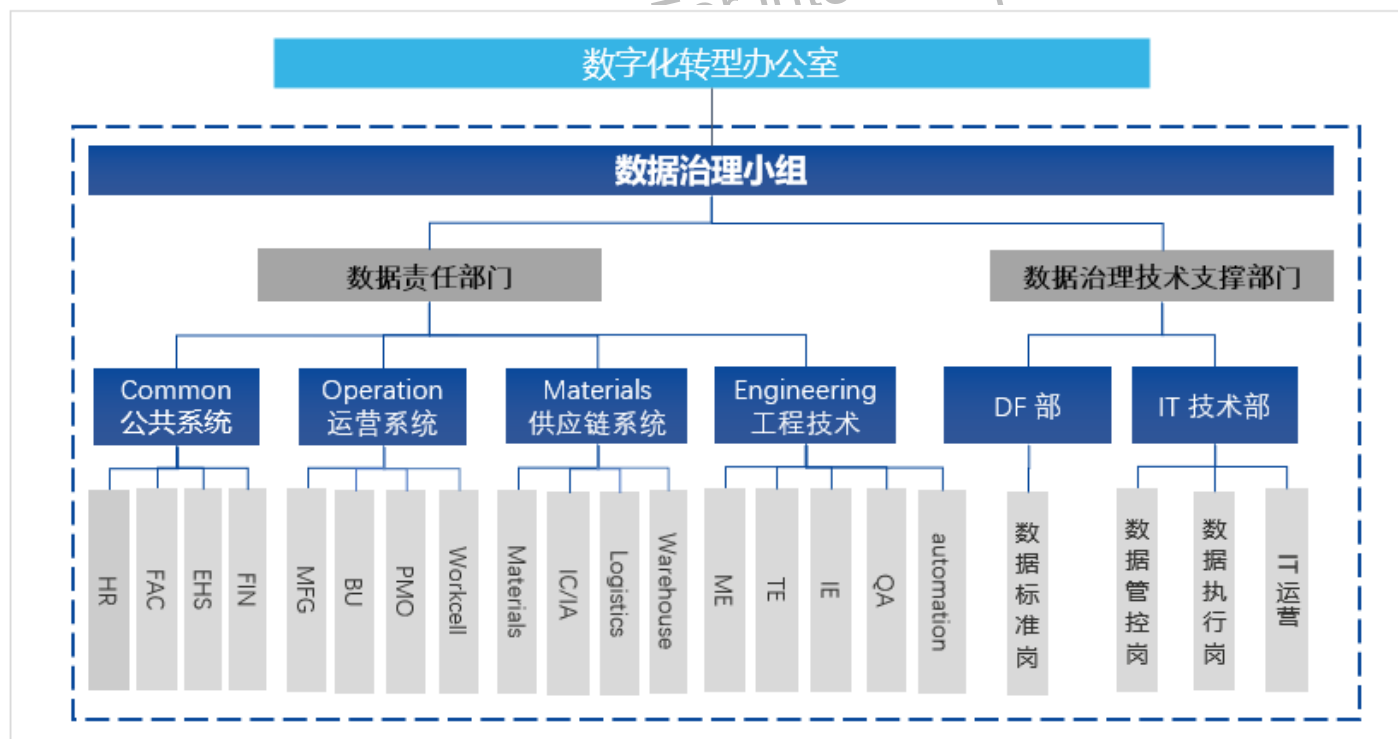 数字化转型办公室
数据治理小组
数据责任部门
数据治理技术支撑部门
Common
公共系统
Operation
运营系统
Materials
供应链系统
Engineering
工程技术
DF 部
IT 技术部
HR
FAC
EHS
FIN
MFG
BU
PMO
Workcell
Materials
IC/IA
Logistics
Warehouse
ME
TE
IE
QA
automation
数据标准岗
数据管控岗
数据执行岗
IT 运营